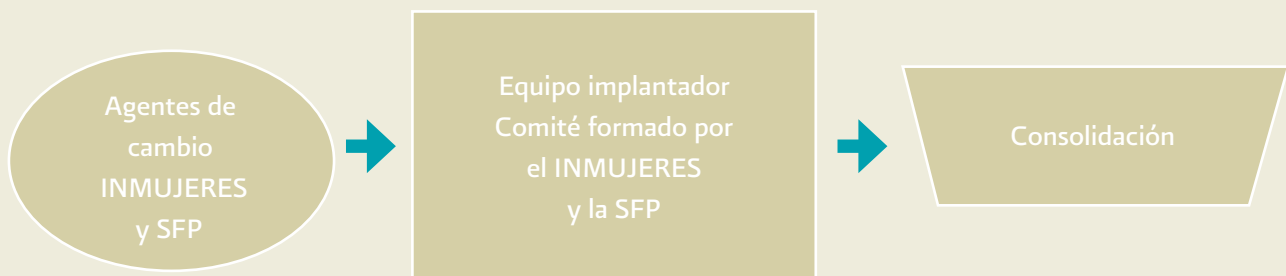 Agentes de
cambio
INMUJERES
y SFP
Equipo implantador
Comité formado por
el INMUJERES
y la SFP
Consolidación